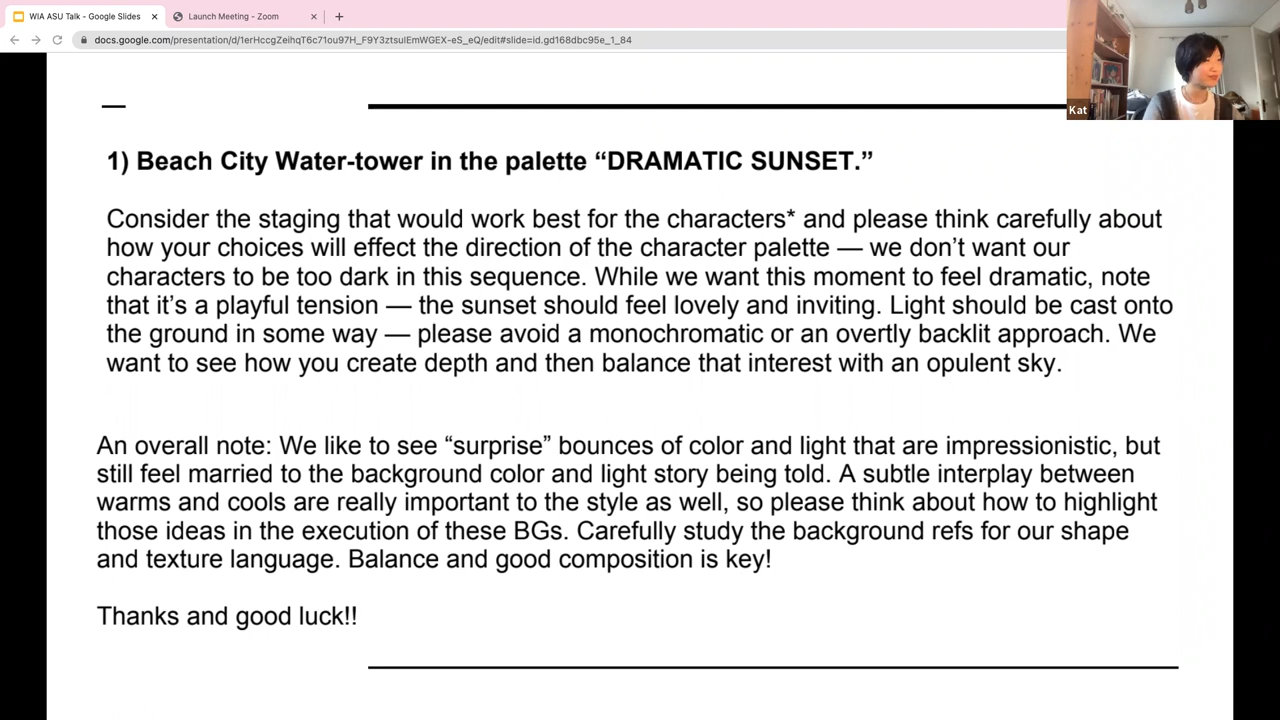 WIA ASU Talk - Google Slides
Launch Meeting - Zoom
docs.google.com/presentation/d/1erHccgZeihqT6c71ou97H_F9Y3ztsuIEmWGEX-eS_eQ/edit#slide=id.gd168dbc95e_1_84
Kat
1) Beach City Water-tower in the palette “DRAMATIC SUNSET.”
Consider the staging that would work best for the characters* and please think carefully about
how your choices will effect the direction of the character palette — we don’t want our
characters to be too dark in this sequence. While we want this moment to feel dramatic, note
that it’s a playful tension — the sunset should feel lovely and inviting. Light should be cast onto
the ground in some way — please avoid a monochromatic or an overtly backlit approach. We
want to see how you create depth and then balance that interest with an opulent sky.
An overall note: We like to see “surprise” bounces of color and light that are impressionistic, but
still feel married to the background color and light story being told. A subtle interplay between
warms and cools are really important to the style as well, so please think about how to highlight
those ideas in the execution of these BGs. Carefully study the background refs for our shape
and texture language. Balance and good composition is key!
Thanks and good luck!!